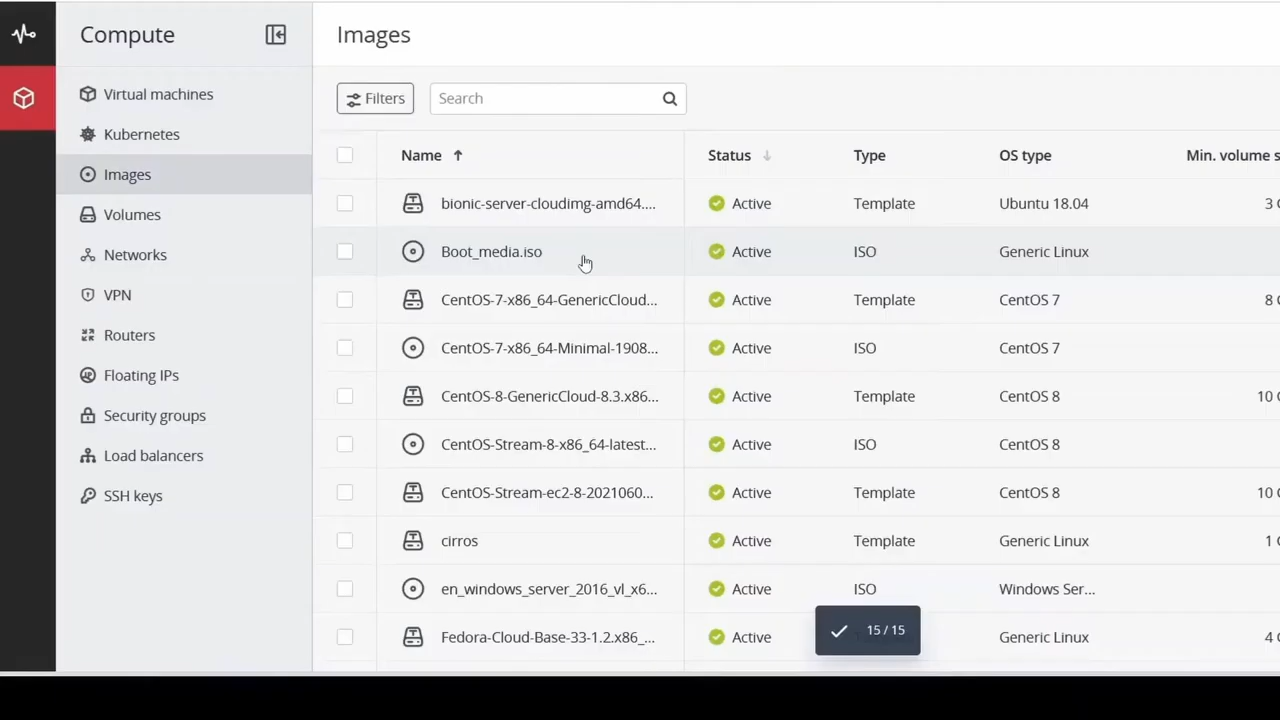 Compute
Images
Virtual machines
Kubernetes
Images
Volumes
Networks
VPN
Routers
Floating IPs
Security groups
Load balancers
SSH keys
Filters
Search
Name Status Type OS type Min. volume s
bionic-server-cloudimg-amd64.... Active Template Ubuntu 18.04 3
Boot_media.iso Active ISO Generic Linux
CentOS-7-x86_64-GenericCloud... Active Template CentOS 7 8
CentOS-7-x86_64-Minimal-1908... Active ISO CentOS 7
CentOS-8-GenericCloud-8.3.x86... Active Template CentOS 8 10
CentOS-Stream-8-x86_64-latest... Active ISO CentOS 8
CentOS-Stream-ec2-8-2021060... Active Template CentOS 8 10
cirros Active Template Generic Linux 1
en_windows_server_2016_vl_x6... Active ISO Windows Ser...
Fedora-Cloud-Base-33-1.2.x86_... Active Generic Linux 4
15 / 15